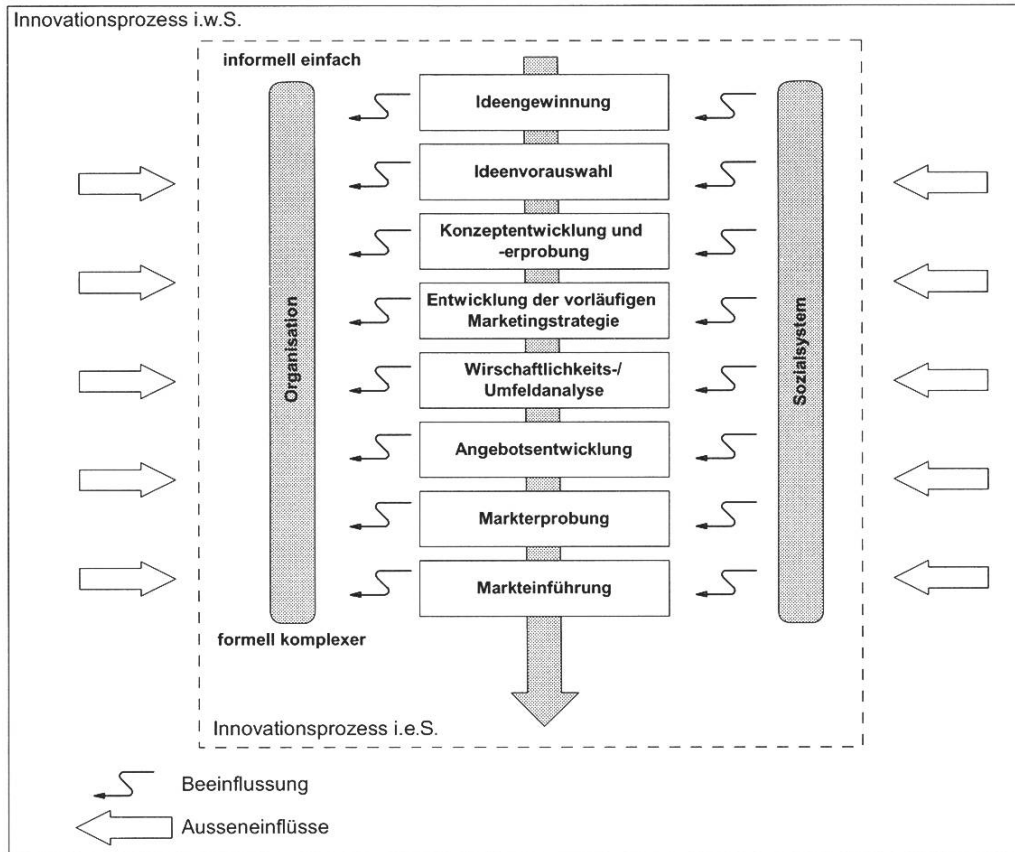 Innovationsprozess i.w.S.
informell einfach
Organisation
Ideengewinnung
Ideenvorauswahl
Konzeptentwicklung und
-erprobung
Entwicklung der vorläufigen
Marketingstrategie
Wirschaftlichkeits-/
Umfeldanalyse
Angebotsentwicklung
Markterprobung
Markteinführung
Sozialsystem
formell komplexer
Innovationsprozess i.e.S.
Beeinflussung
Ausseneinflüsse